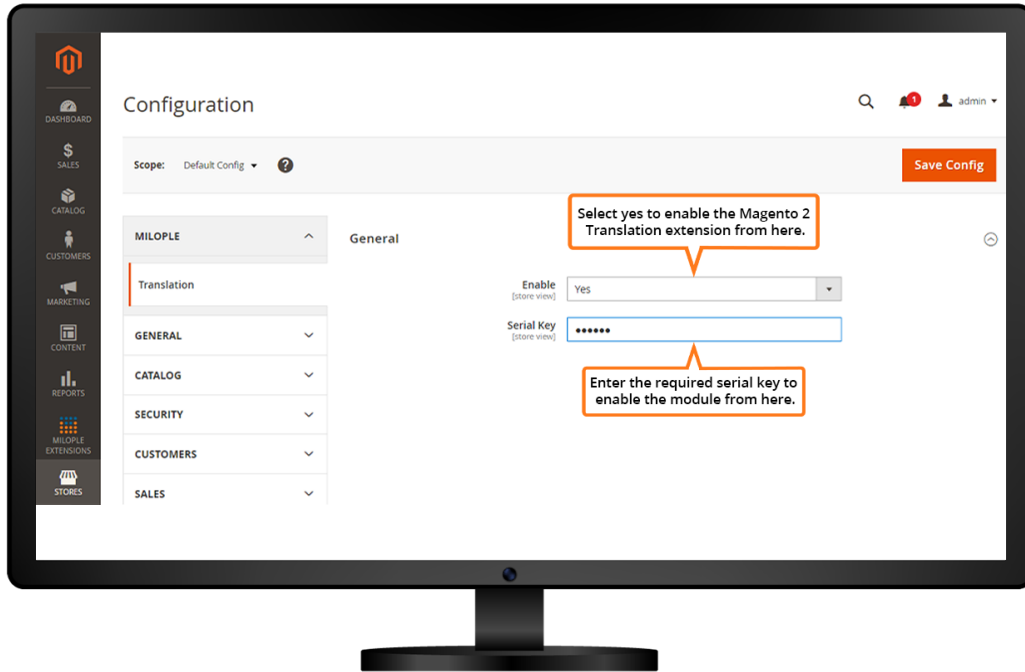 DASHBOARD
$
SALES
CATALOG
CUSTOMERS
MARKETING
CONTENT
REPORTS
MILOPLE
EXTENSIONS
STORES
Configuration
1
admin
Scope: Default Config ?
Save Config
MILOPLE
Translation
GENERAL
CATALOG
SECURITY
CUSTOMERS
SALES
General
Select yes to enable the Magento 2
Translation extension from here.
Enable
[store view]
Yes
Serial Key
[store view]
••••••
Enter the required serial key to
enable the module from here.